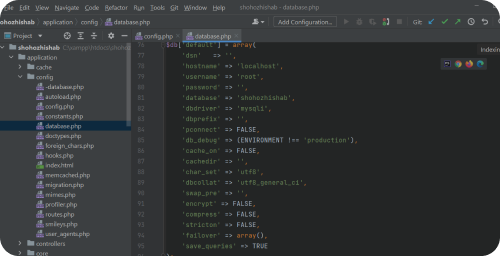 File Edit View Navigate Code Refactor Run Tools Git Window Help shohozhishab - database.php
shohozhishab application config database.php
Add Configuration... Git:
Project
config.php database.php
shohozhishab
application
cache
config
-database.php
autoload.php
config.php
constants.php
database.php
doctypes.php
foreign_chars.php
hooks.php
index.html
memcached.php
migration.php
mimes.php
profiler.php
routes.php
smileys.php
user_agents.php
controllers
core
76 $db['default'] = array(
77 'dsn' => '',
78 'hostname' => 'localhost',
79 'username' => 'root',
80 'password' => '',
81 'database' => 'shohozhishab',
82 'dbdriver' => 'mysqli',
83 'dbprefix' => '',
84 'pconnect' => FALSE,
85 'db_debug' => (ENVIRONMENT !== 'production'),
86 'cache_on' => FALSE,
87 'cachedir' => '',
88 'char_set' => 'utf8',
89 'dbcollat' => 'utf8_general_ci',
90 'swap_pre' => '',
91 'encrypt' => FALSE,
92 'compress' => FALSE,
93 'stricton' => FALSE,
94 'failover' => array(),
95 'save_queries' => TRUE
Indexin